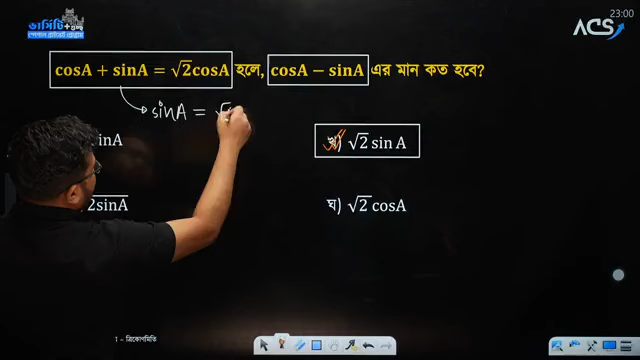 23:00
ভার্সিটি
স্পেশাল প্রাইভেট প্রোগ্রাম
ACS
cosA + sinA = √2cosA হলে, cosA − sinA এর মান কত হবে?
sinA =
inA
খ) √2 sin A
2sinA
ঘ) √2 cosA
1 – ত্রিকোণমিতি